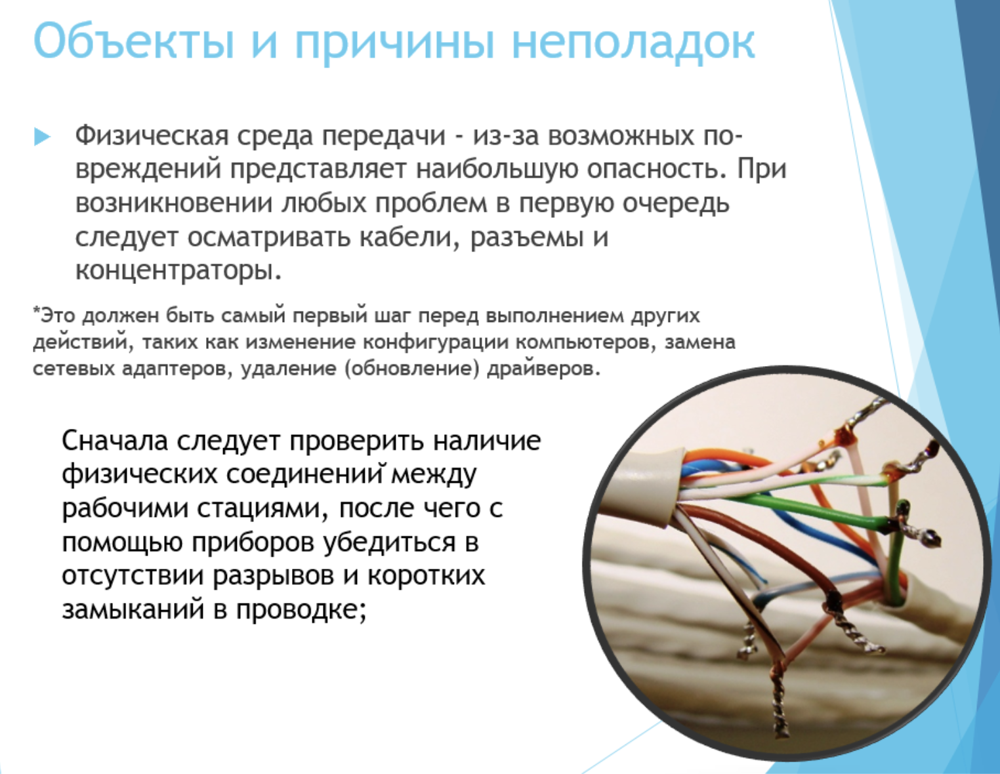 Объекты и причины неполадок
Физическая среда передачи - из-за возможных по-
вреждений представляет наибольшую опасность. При
возникновении любых проблем в первую очередь
следует осматривать кабели, разъемы и
концентраторы.
*Это должен быть самый первый шаг перед выполнением других
действий, таких как изменение конфигурации компьютеров, замена
сетевых адаптеров, удаление (обновление) драйверов.
Сначала следует проверить наличие
физических соединений между
рабочими стациями, после чего с
помощью приборов убедиться в
отсутствии разрывов и коротких
замыканий в проводке;